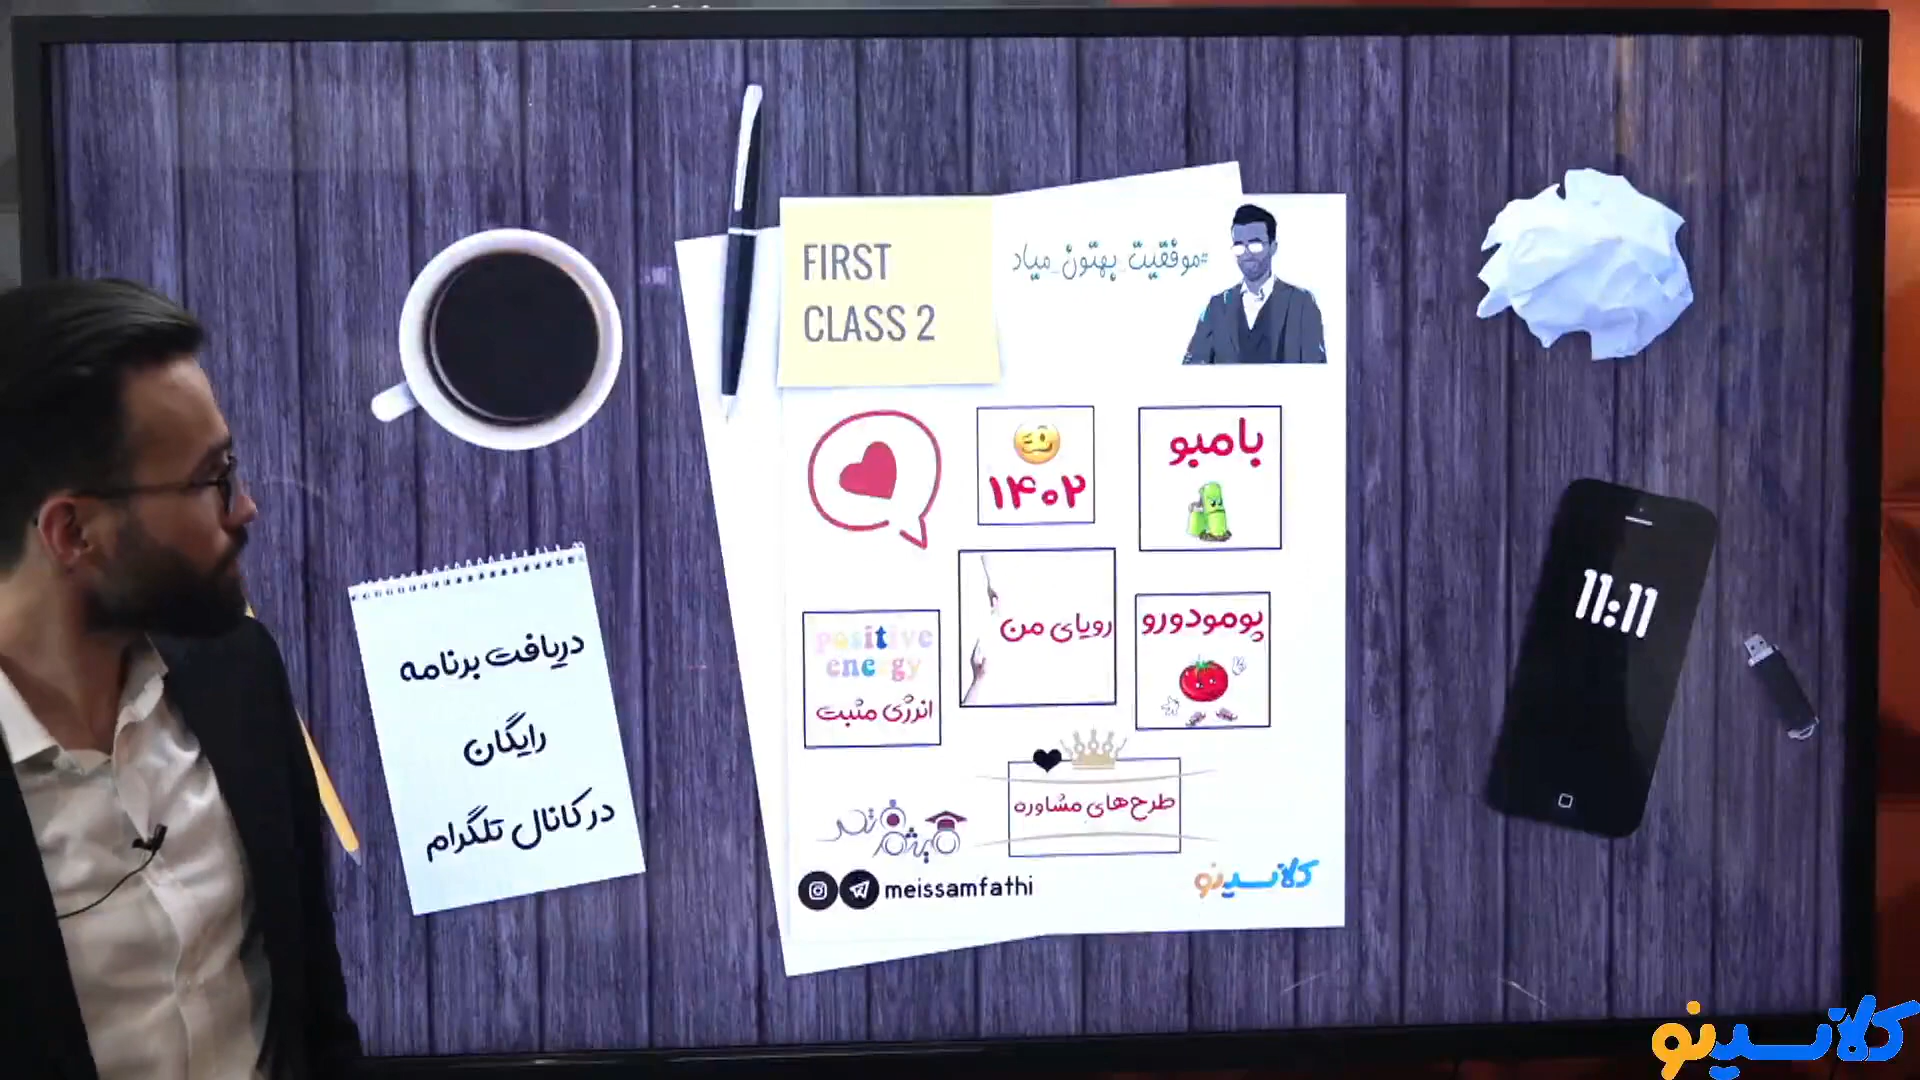 FIRST
CLASS 2
#موفقیت_بهتون_میاد
۱۴۰۲
بامبو
positive
energy
انرژی مثبت
رویای من
پومودورو
طرح‌های مشاوره
meissamfathi
کلاسینو
دریافت برنامه
رایگان
در کانال تلگرام
11:11
کلاسینو